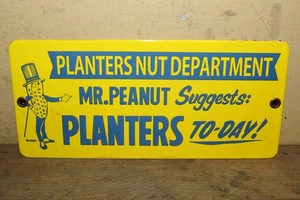 PLANTERS NUT DEPARTMENT
MR.PEANUT Suggests:
PLANTERS TO-DAY!